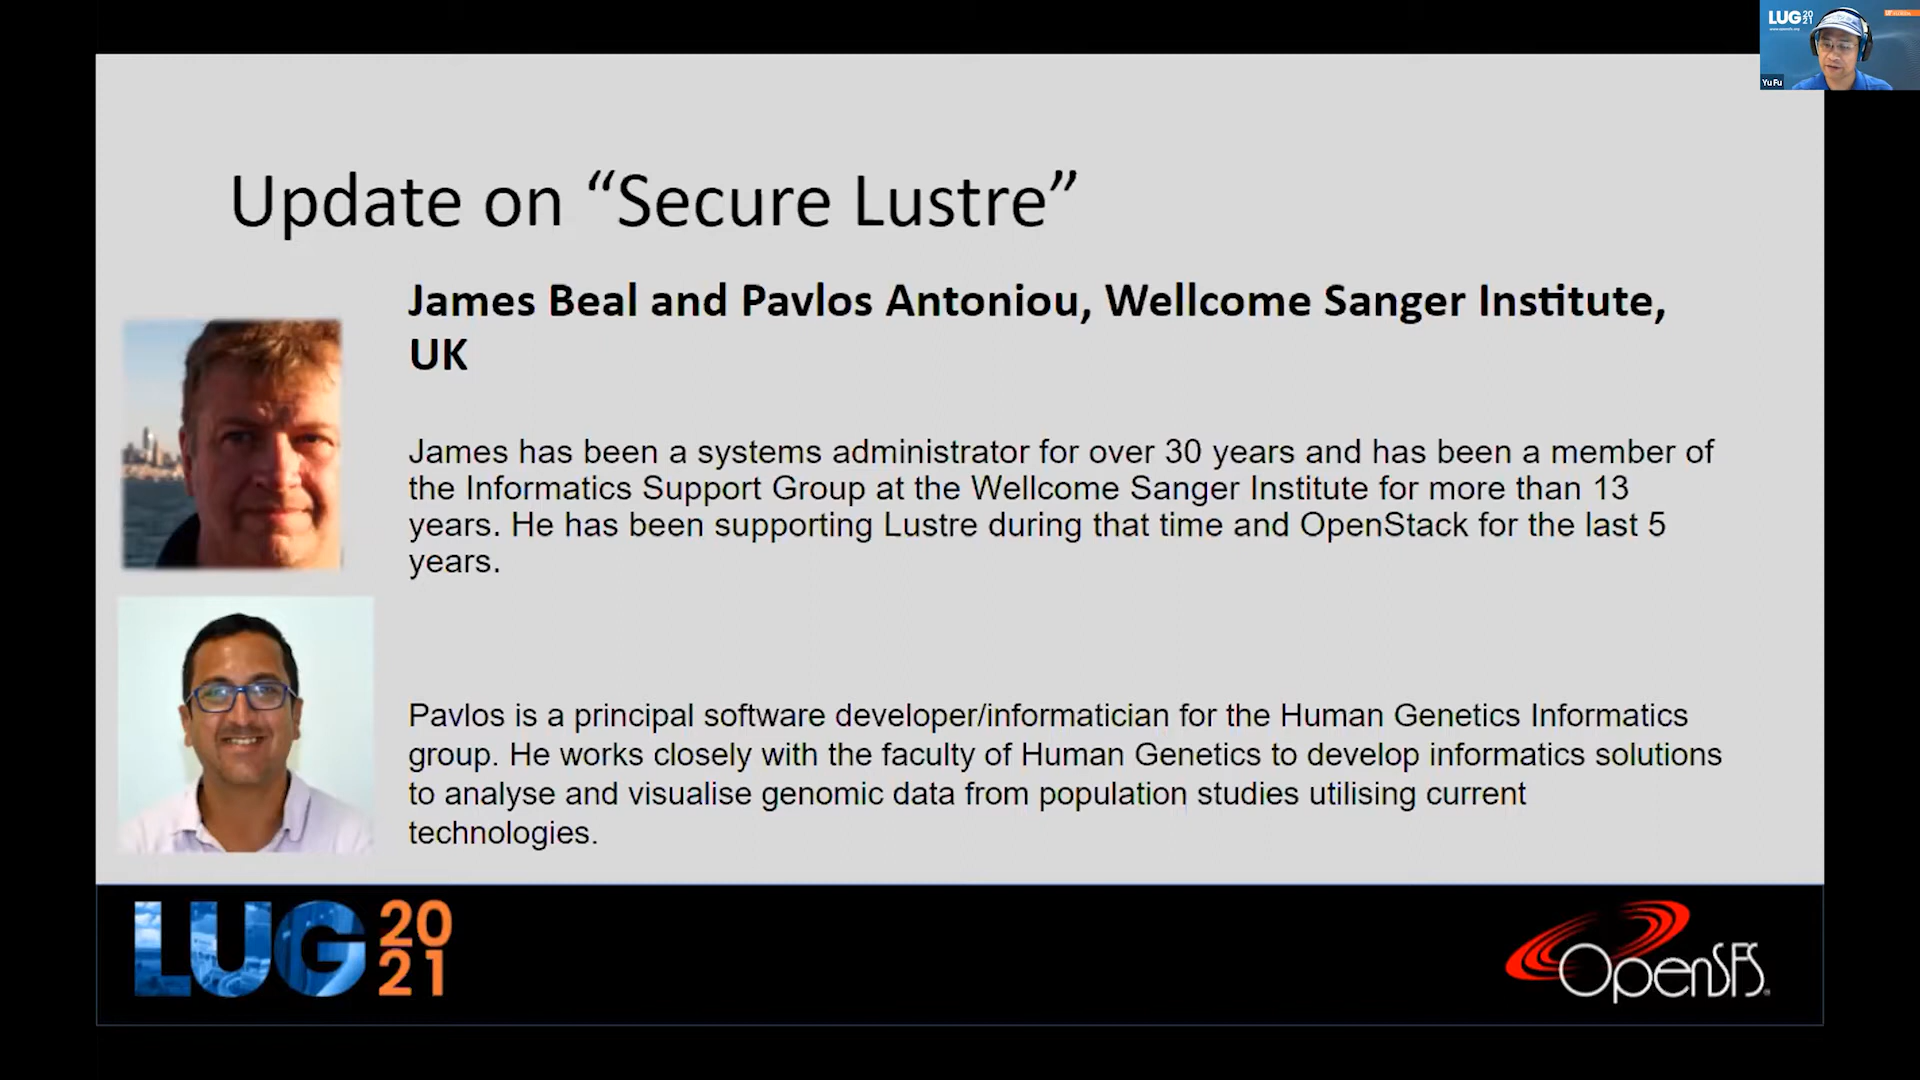 LUG 20
21
Yu Fu
Update on “Secure Lustre”
James Beal and Pavlos Antoniou, Wellcome Sanger Institute,
UK
James has been a systems administrator for over 30 years and has been a member of
the Informatics Support Group at the Wellcome Sanger Institute for more than 13
years. He has been supporting Lustre during that time and OpenStack for the last 5
years.
Pavlos is a principal software developer/informatician for the Human Genetics Informatics
group. He works closely with the faculty of Human Genetics to develop informatics solutions
to analyse and visualise genomic data from population studies utilising current
technologies.
LUG 20
21
OpenSFS